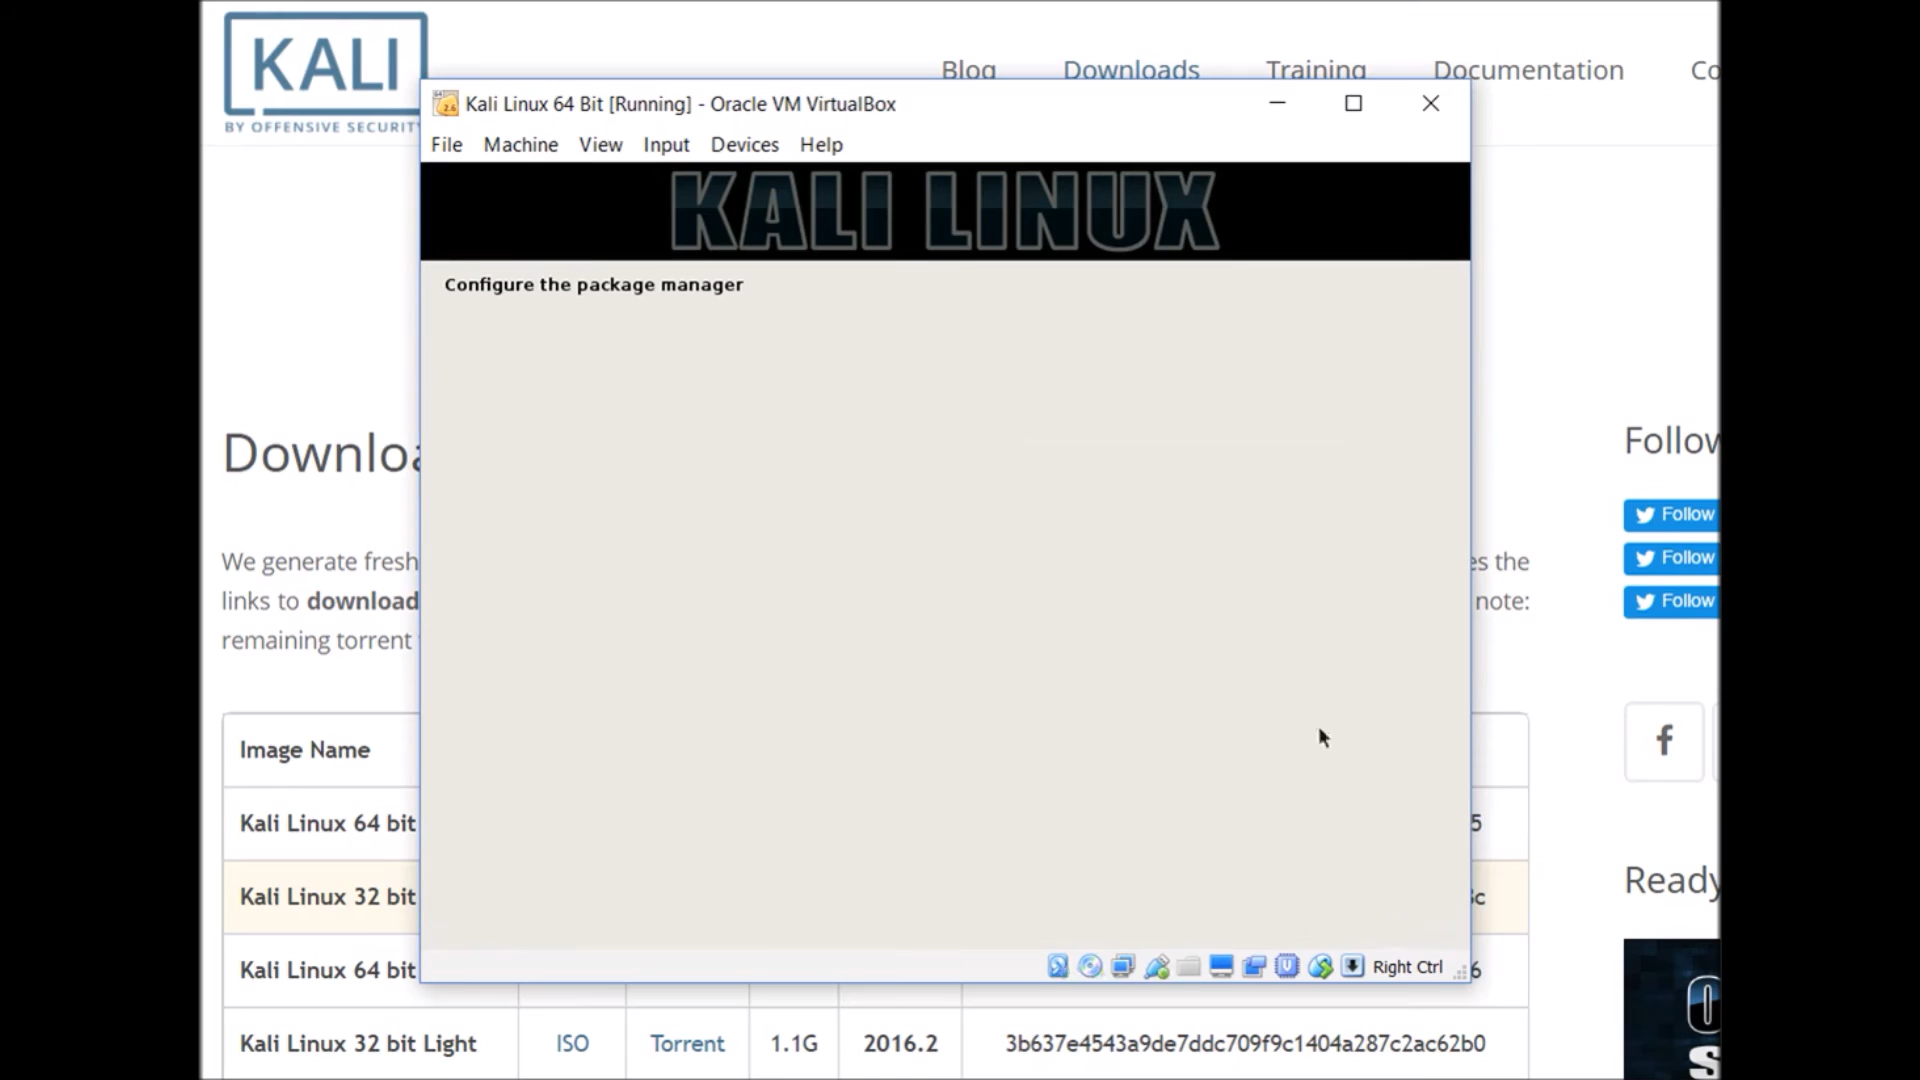 KALI
BY OFFENSIVE SECURITY
Blog Downloads Training Documentation Co
Kali Linux 64 Bit [Running] - Oracle VM VirtualBox
File Machine View Input Devices Help
KALI LINUX
Configure the package manager
Downloa
Follow
We generate fresh
es the
links to download
note:
remaining torrent
Follow
Follow
Follow
Image Name
Kali Linux 64 bit
5
Kali Linux 32 bit
c
Ready
Kali Linux 64 bit
6
Right Ctrl
Kali Linux 32 bit Light ISO Torrent 1.1G 2016.2 3b637e4543a9de7ddc709f9c1404a287c2ac62b0